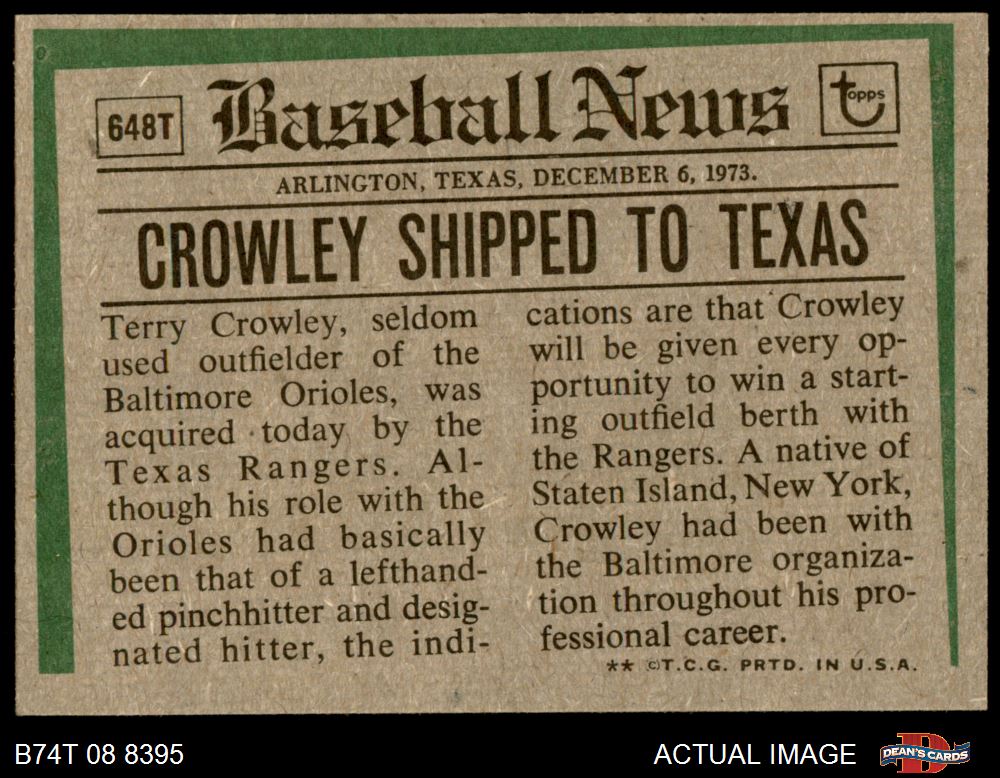 648T
Baseball News
topps
ARLINGTON, TEXAS, DECEMBER 6, 1973.
CROWLEY SHIPPED TO TEXAS
Terry Crowley, seldom
used outfielder of the
Baltimore Orioles, was
acquired today by the
Texas Rangers. Al-
though his role with the
Orioles had basically
been that of a lefthand-
ed pinchhitter and desig-
nated hitter, the indi-
cations are that Crowley
will be given every op-
portunity to win a start-
ing outfield berth with
the Rangers. A native of
Staten Island, New York,
Crowley had been with
the Baltimore organiza-
tion throughout his pro-
fessional career.
** ©T.C.G. PRTD. IN U.S.A.
B74T 08 8395
ACTUAL IMAGE
DEAN'S CARDS